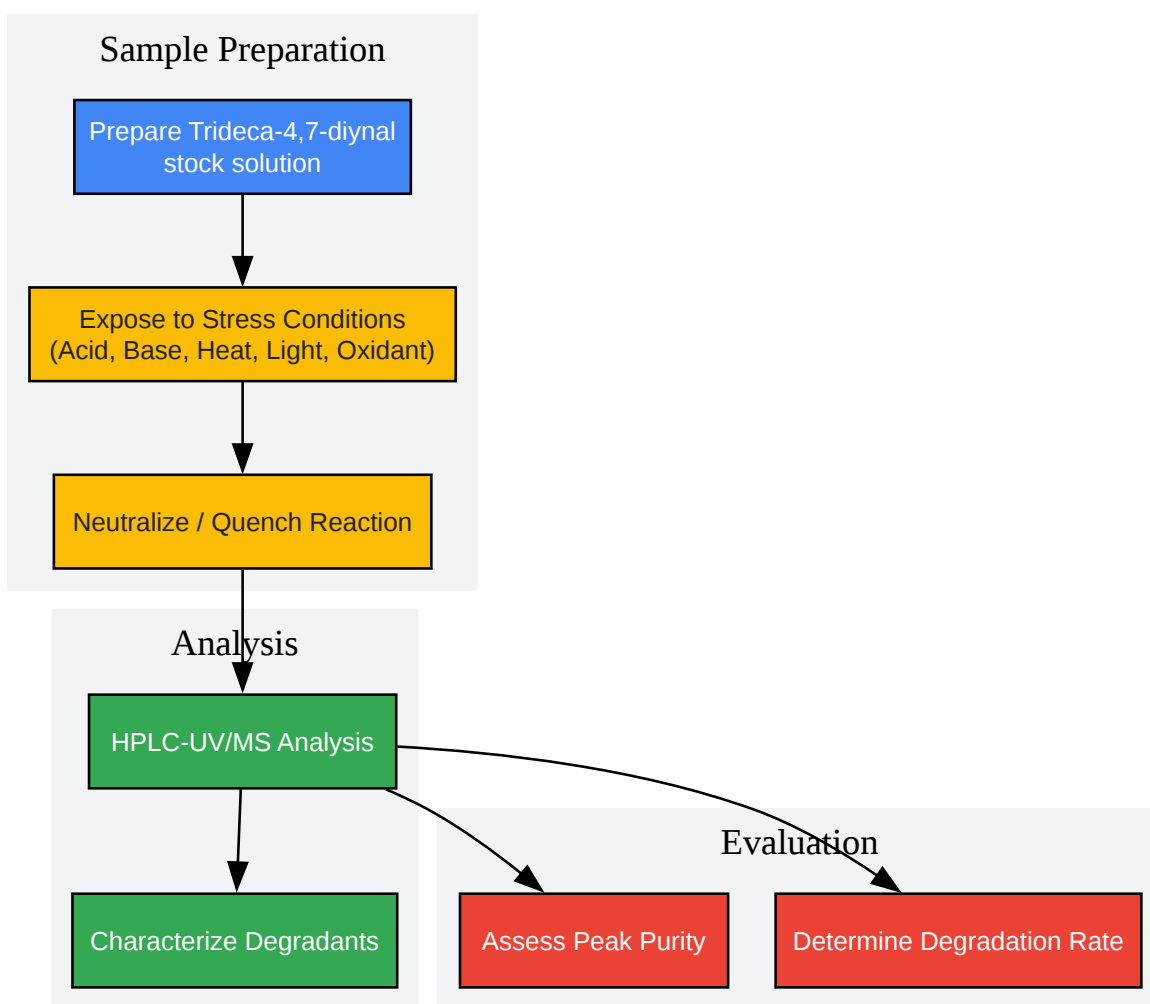 Sample Preparation
Prepare Trideca-4,7-diynal
stock solution
Expose to Stress Conditions
(Acid, Base, Heat, Light, Oxidant)
Neutralize / Quench Reaction
Analysis
HPLC-UV/MS Analysis
Evaluation
Characterize Degradants
Assess Peak Purity
Determine Degradation Rate